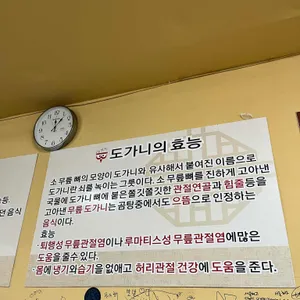 도가니의 효능
소 무릎 뼈의 모양이 도가니와 유사해서 붙여진 이름으로
도가니란 쇠를 녹이는 그릇이다. 소 무릎뼈를 진하게 고아낸
국물에 도가니 뼈에 붙은쫄깃쫄깃한 관절연골과 힘줄등을
고아낸 무릎 도가니는 곰탕중에서도 으뜸으로 인정하는
음식이다.
효능
퇴행성 무릎관절염이나 루마티스성 무릎관절염에많은
도움을 줄수 있다.
몸에 냉기와습기를 없애고 허리관절 건강에 도움을 준다.
음식